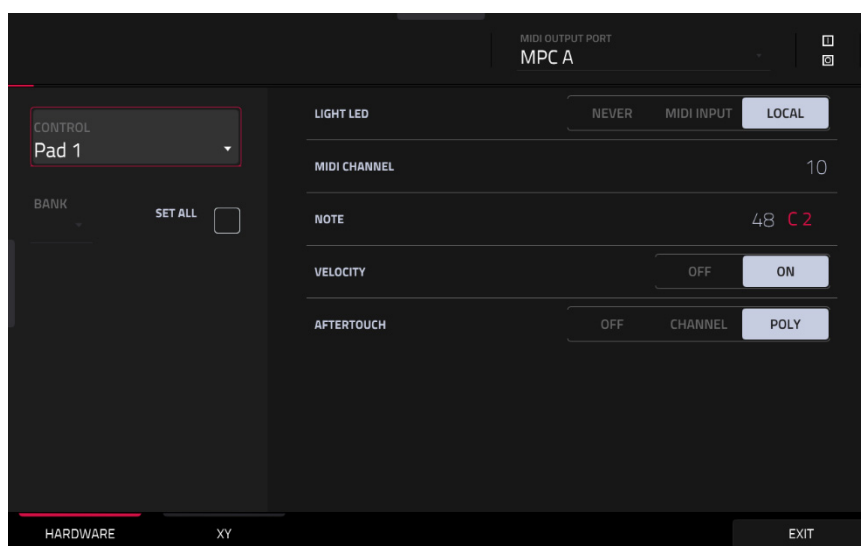 MIDI OUTPUT PORT
MPC A
CONTROL
Pad 1
BANK
SET ALL
LIGHT LED NEVER MIDI INPUT LOCAL
MIDI CHANNEL 10
NOTE 48 C 2
VELOCITY OFF ON
AFTERTOUCH OFF CHANNEL POLY
HARDWARE XY EXIT